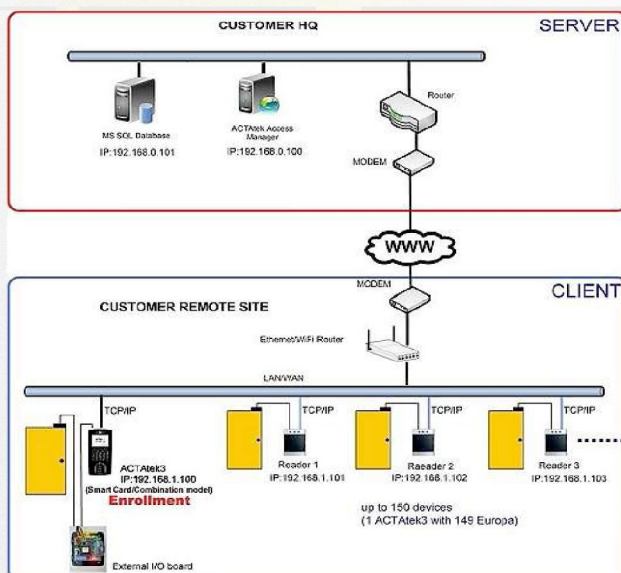 CUSTOMER HQ
SERVER
MS SQL Database
IP:192.168.0.101
ACTAtek Access
Manager
IP:192.168.0.100
Router
MODEM
WWW
MODEM
CLIENT
CUSTOMER REMOTE SITE
Ethernet/WiFi Router
LAN/WAN
TCP/IP
TCP/IP
TCP/IP
TCP/IP
ACTAtek3
IP:192.168.1.100
(Smart Card/Combination model)
Enrollment
Reader 1
IP:192.168.1.101
Raeader 2
IP:192.168.1.102
Reader 3
IP:192.168.1.103
up to 150 devices
(1 ACTAtek3 with 149 Europa)
External I/O board